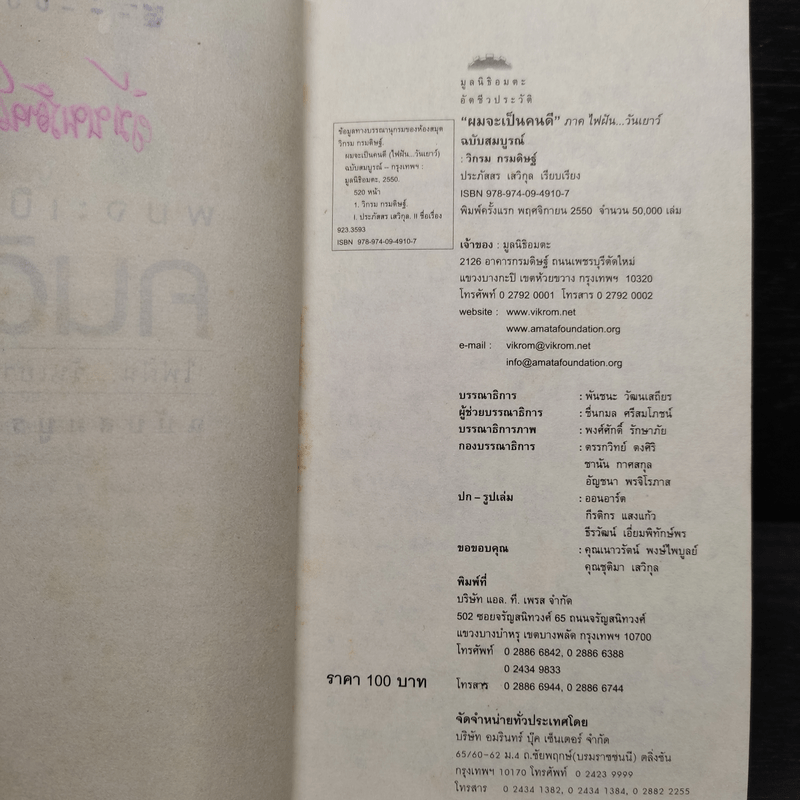 มูลนิธิอมตะ
อัตชีวประวัติ
"ผมจะเป็นคนดี" ภาค ไฟฝัน...วันเยาว์
ฉบับสมบูรณ์
: วิกรม กรมดิษฐ์
ประภัสสร เสวิกุล เรียบเรียง
ISBN 978-974-09-4910-7
พิมพ์ครั้งแรก พฤศจิกายน 2550 จำนวน 50,000 เล่ม
ข้อมูลทางบรรณานุกรมของห้องสมุด
วิกรม กรมดิษฐ์.
ผมจะเป็นคนดี (ไฟฝัน...วันเยาว์)
ฉบับสมบูรณ์ – กรุงเทพฯ :
มูลนิธิอมตะ, 2550.
520 หน้า
1. วิกรม กรมดิษฐ์.
I. ประภัสสร เสวิกุล. II ชื่อเรื่อง
923.3593
ISBN 978-974-09-4910-7
เจ้าของ : มูลนิธิอมตะ
2126 อาคารกรมดิษฐ์ ถนนเพชรบุรีตัดใหม่
แขวงบางกะปิ เขตห้วยขวาง กรุงเทพฯ 10320
โทรศัพท์ 0 2792 0001 โทรสาร 0 2792 0002
website : www.vikrom.net
www.amatafoundation.org
e-mail : vikrom@vikrom.net
info@amatafoundation.org
บรรณาธิการ : พันชนะ วัฒนเสถียร
ผู้ช่วยบรรณาธิการ : ชื่นกมล ศรีสมโภชน์
บรรณาธิการภาพ : พงศ์ศักดิ์ รักษาภัย
กองบรรณาธิการ : ตรรกวิทย์ ดงศิริ
ชานัน กาศสกุล
อัญชนา พรจิโรภาส
ปก – รูปเล่ม : ออนอาร์ต
กีรติกร แสงแก้ว
ธีรวัฒน์ เอี่ยมพิทักษ์พร
ขอขอบคุณ : คุณเนาวรัตน์ พงษ์ไพบูลย์
คุณชุติมา เสวิกุล
พิมพ์ที่
บริษัท แอล. ที. เพรส จำกัด
502 ซอยจรัญสนิทวงศ์ 65 ถนนจรัญสนิทวงศ์
แขวงบางบำหรุ เขตบางพลัด กรุงเทพฯ 10700
โทรศัพท์ 0 2886 6842, 0 2886 6388
0 2434 9833
โทรสาร 0 2886 6944, 0 2886 6744
ราคา 100 บาท
จัดจำหน่ายทั่วประเทศโดย
บริษัท อมรินทร์ บุ๊ค เซ็นเตอร์ จำกัด
65/60-62 ม.4 ถ.ชัยพฤกษ์(บรมราชชนนี) ตลิ่งชัน
กรุงเทพฯ 10170 โทรศัพท์ 0 2423 9999
โทรสาร 0 2434 1382, 0 2434 1384, 0 2882 2255